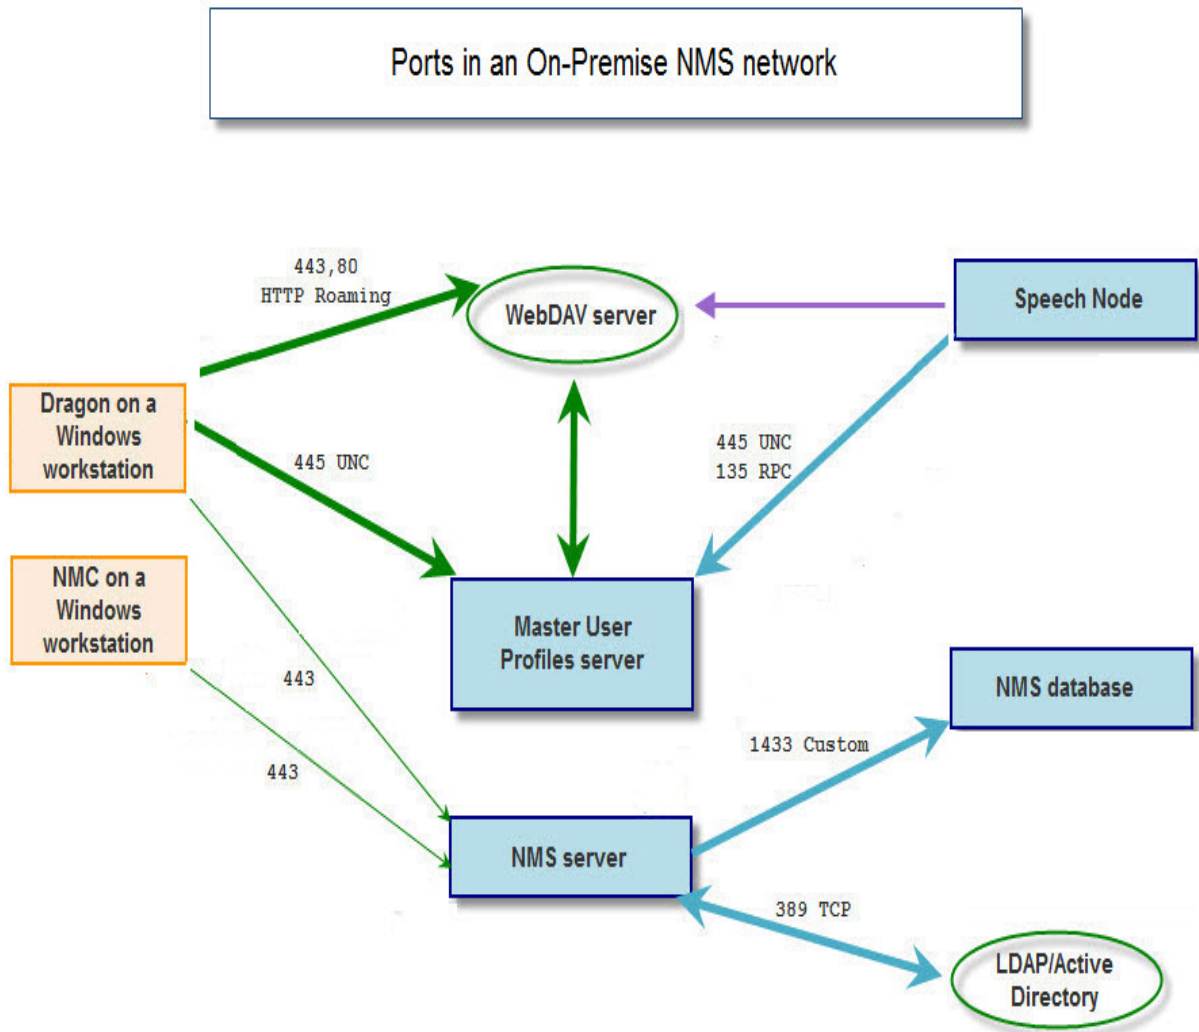 Ports in an On-Premise NMS network
443,80
HTTP Roaming
WebDAV server
Speech Node
Dragon on a
Windows
workstation
445 UNC
445 UNC
135 RPC
NMC on a
Windows
workstation
Master User
Profiles server
443
NMS database
1433 Custom
443
NMS server
389 TCP
LDAP/Active
Directory